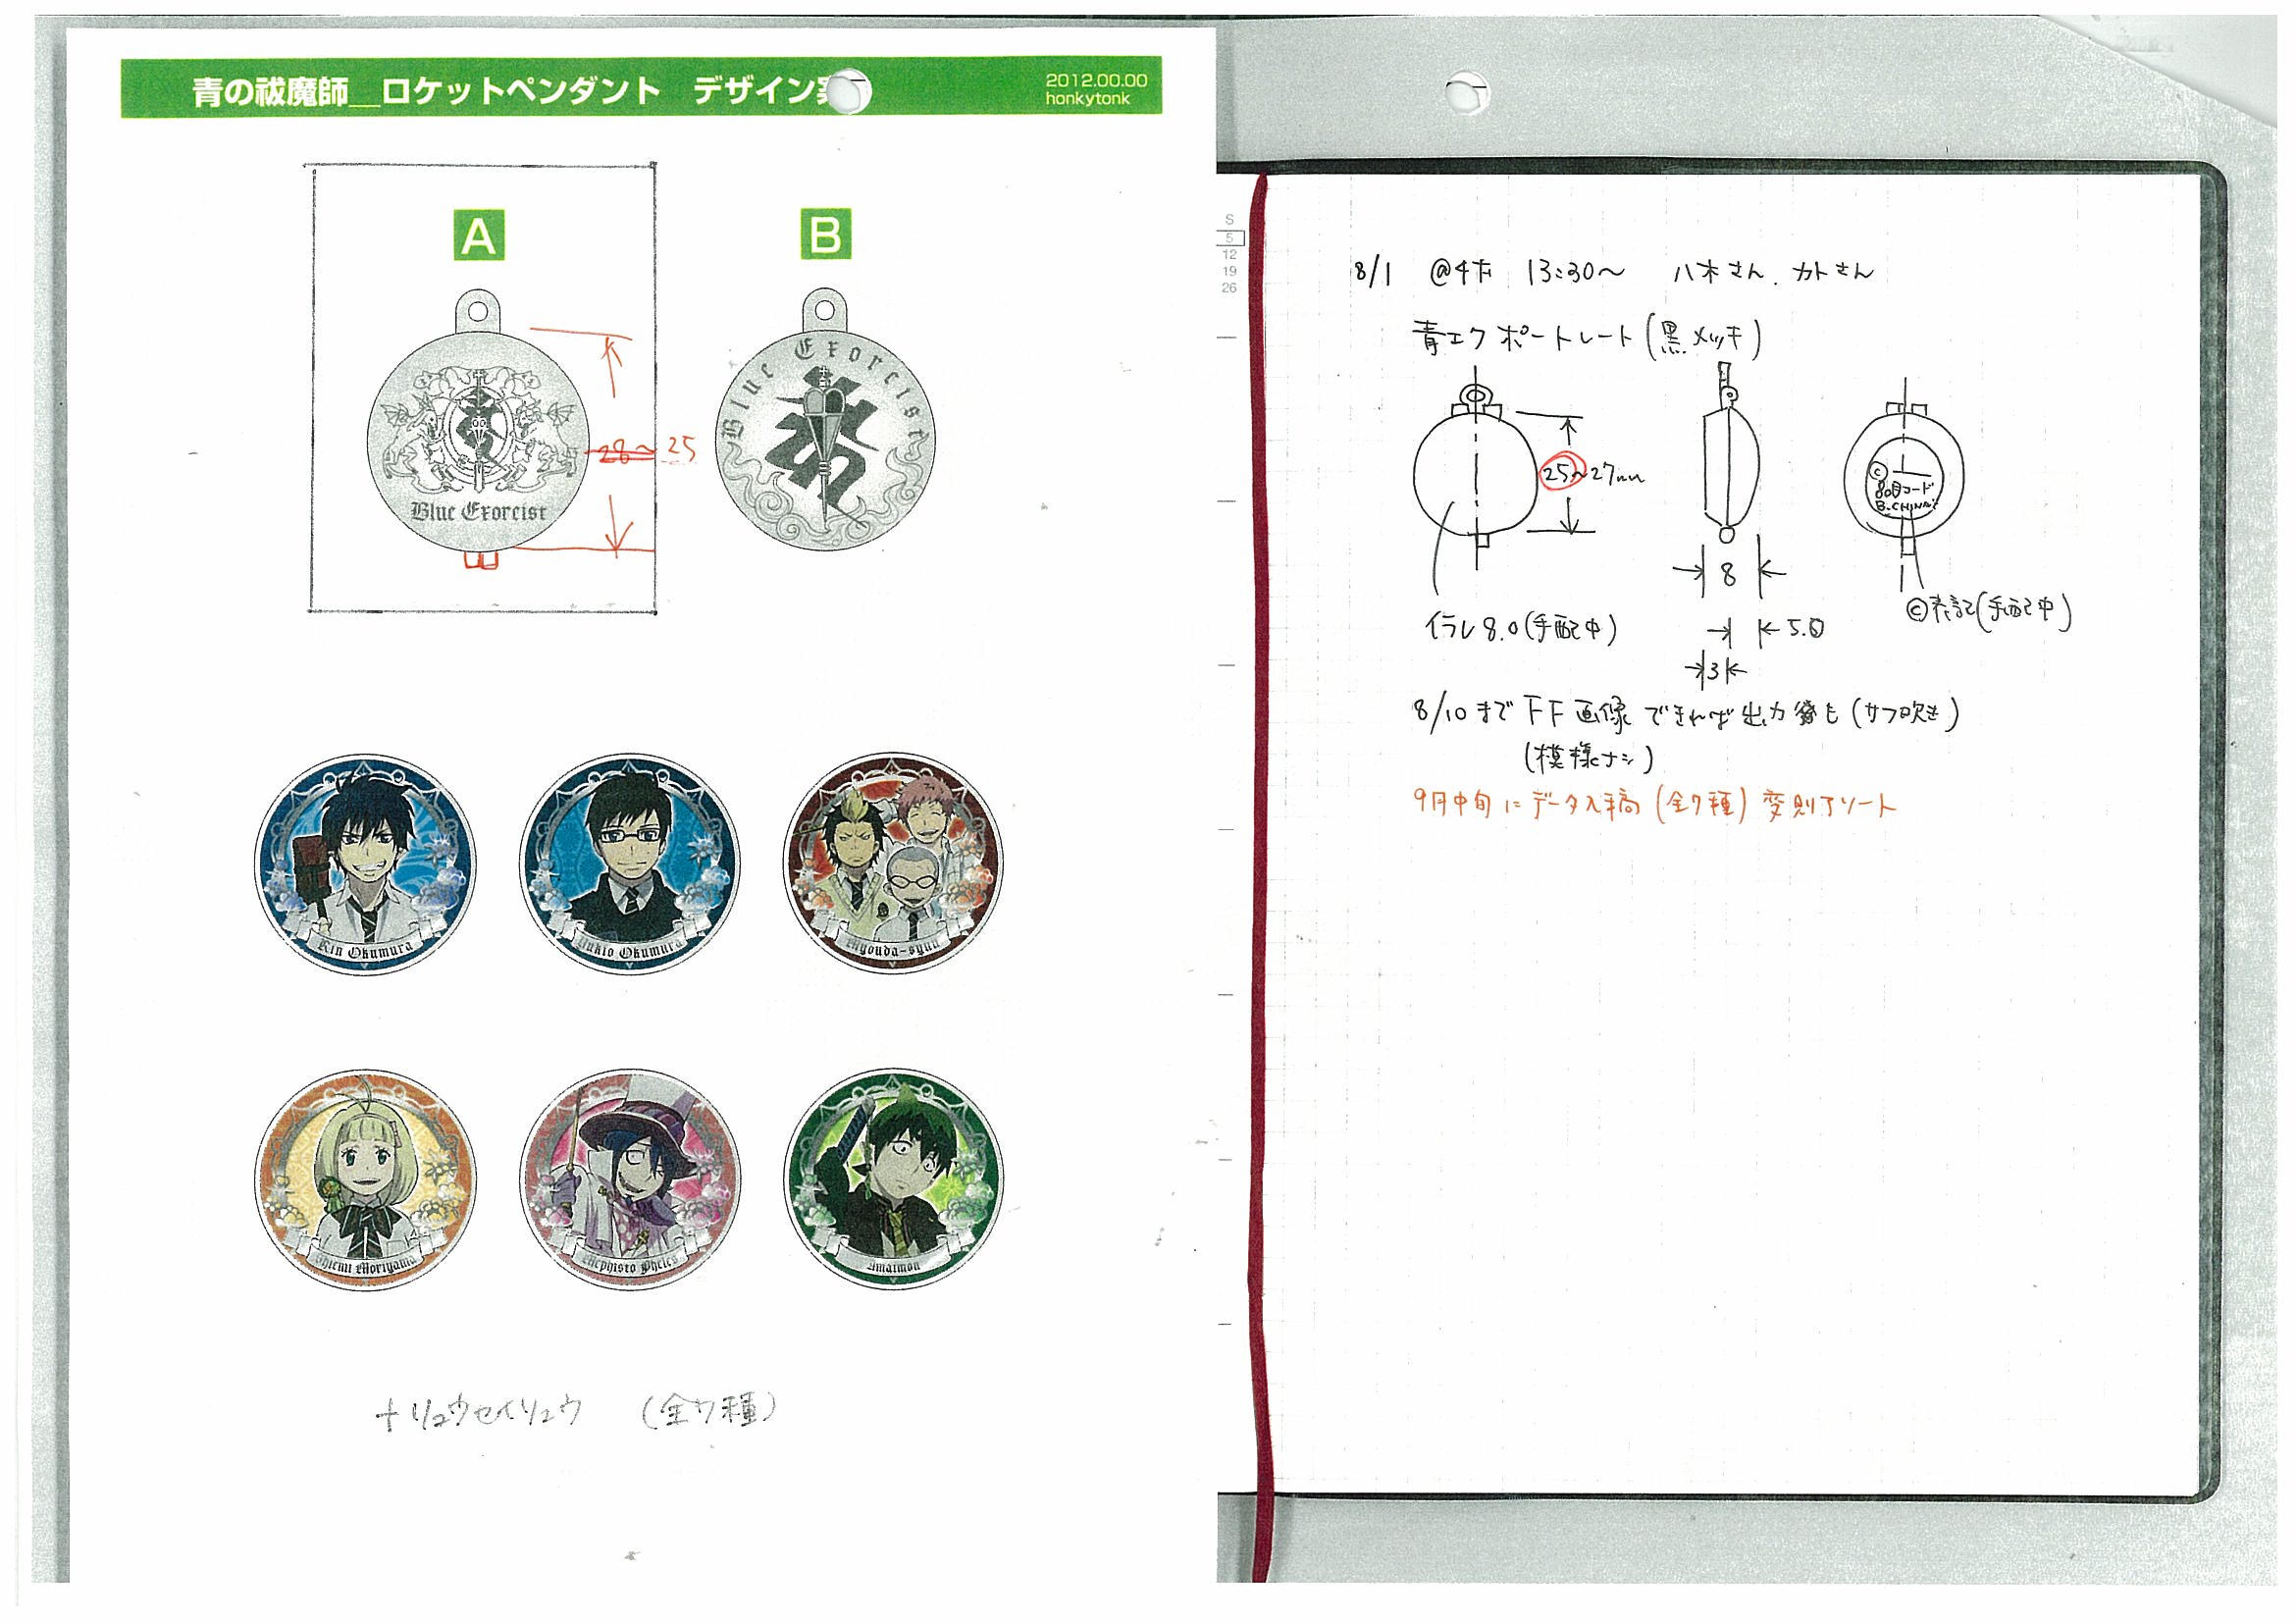 青の祓魔師__ロケットペンダント デザイン案
2012.00.00
honkytonk
A
B
Blue Exorcist
Blue Exorcist
28~ 25
Rin Okumura
Yukio Okumura
Myouda-syuu
Shiemi Moriyama
Mephisto Pheles
Amaimon
+リュウセイリュウ (全7種)
S
5
12
19
26
8/1 @4F 13:30〜 八木さん. カトさん
青エク ポートレート(黒メッキ)
25~27mm
©
80日コード
B.CHINA
8
イラレ8.0(手配中)
5.0
3
©表記(手配中)
8/10まで FF画像 できれば出力 も(サフ吹き)
(模様ナシ)
9月中旬にデータ入稿(全7種) 変則アソート